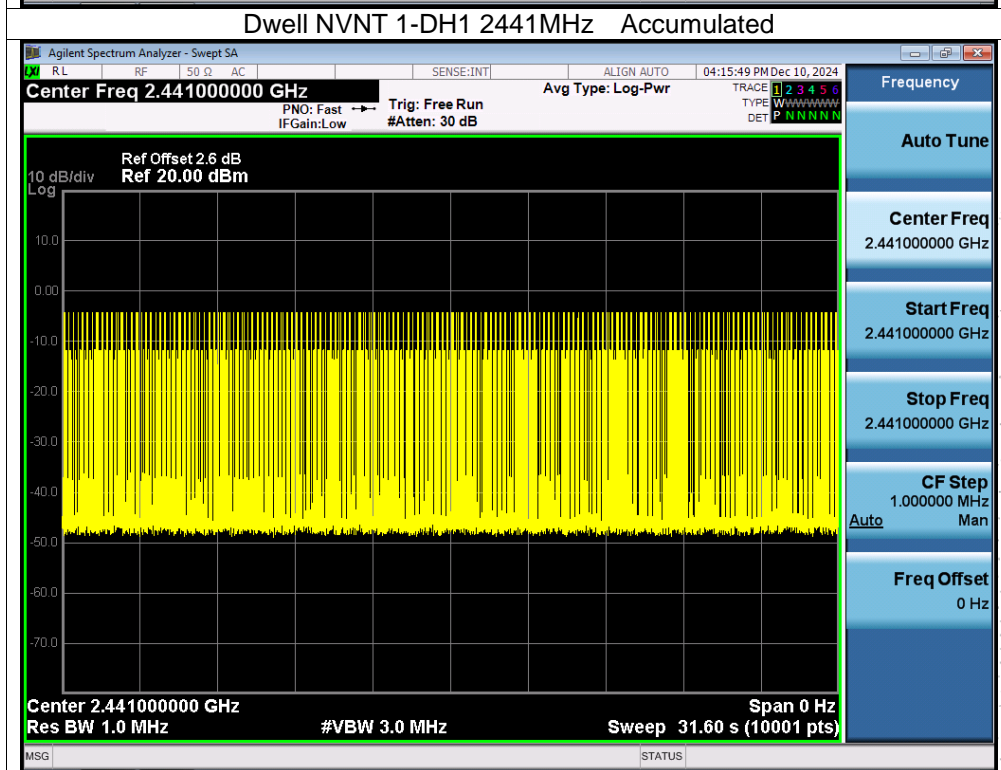 Dwell NVNT 1-DH1 2441MHz Accumulated
Agilent Spectrum Analyzer - Swept SA
LXI RL RF 50 Ω AC SENSE:INT ALIGN AUTO 04:15:49 PM Dec 10, 2024
Center Freq 2.441000000 GHz
PNO: Fast
IFGain:Low
Trig: Free Run
#Atten: 30 dB
Avg Type: Log-Pwr
TRACE 1 2 3 4 5 6
TYPE WWWWWW
DET P N N N N N
Ref Offset 2.6 dB
10 dB/div Ref 20.00 dBm
Log
10.0
0.00
-10.0
-20.0
-30.0
-40.0
-50.0
-60.0
-70.0
Center 2.441000000 GHz Span 0 Hz
Res BW 1.0 MHz #VBW 3.0 MHz Sweep 31.60 s (10001 pts)
MSG STATUS
Frequency
Auto Tune
Center Freq
2.441000000 GHz
Start Freq
2.441000000 GHz
Stop Freq
2.441000000 GHz
CF Step
1.000000 MHz
Auto Man
Freq Offset
0 Hz